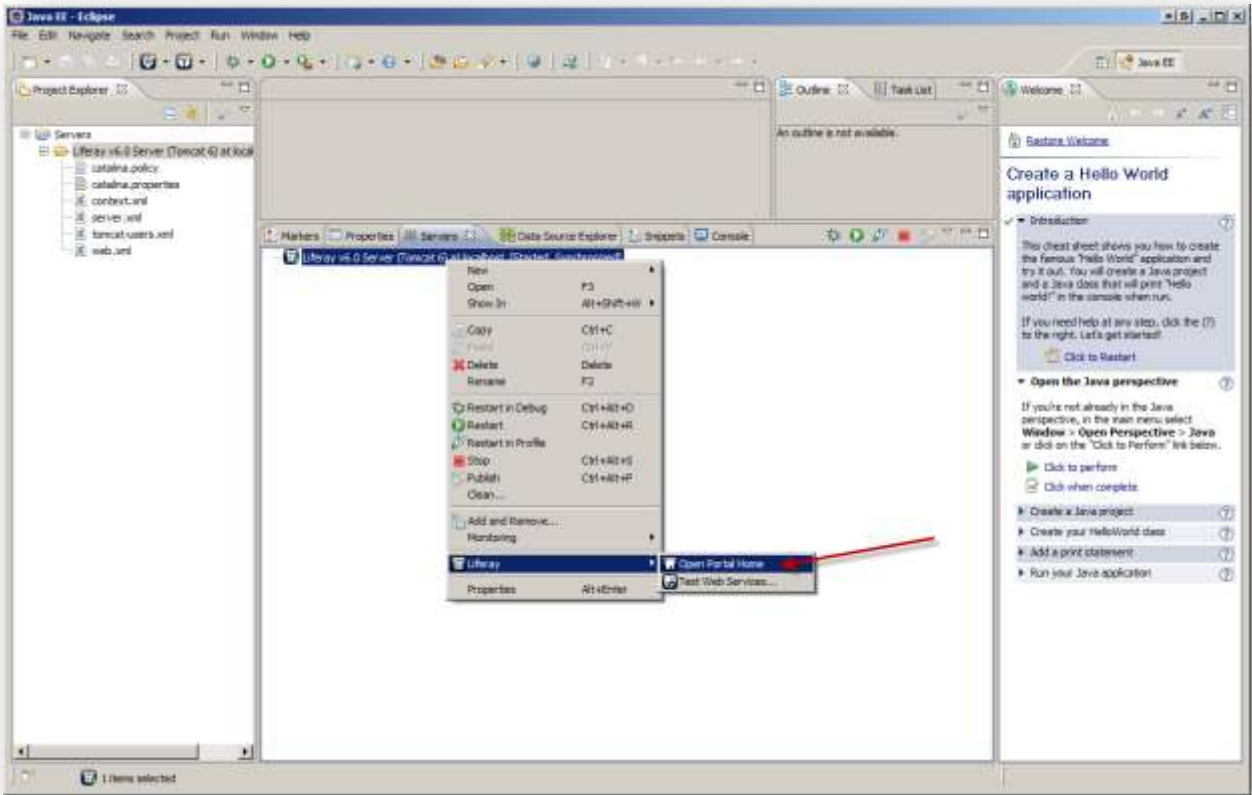 Java EE - Eclipse
File Edit Navigate Search Project Run Window Help
Java EE
Project Explorer
Servers
Liferay v6.0 Server (Tomcat 6) at local
catalina.policy
catalina.properties
context.xml
server.xml
tomcat-users.xml
web.xml
Outline
Task List
An outline is not available.
Markers
Properties
Servers
Data Source Explorer
Snippets
Console
Liferay v6.0 Server (Tomcat 6) at localhost [Started, Synchronized]
New
Open F3
Show In Alt+Shift+W
Copy Ctrl+C
Paste Ctrl+V
Delete Delete
Rename F2
Restart in Debug Ctrl+Alt+D
Restart Ctrl+Alt+R
Restart in Profile
Stop Ctrl+Alt+S
Publish Ctrl+Alt+P
Clean...
Add and Remove...
Monitoring
Liferay
Properties Alt+Enter
Open Portal Home
Test Web Services...
Welcome
Restore Welcome
Create a Hello World
application
Introduction
This cheat sheet shows you how to create
the famous "Hello World" application and
try it out. You will create a Java project
and a Java class that will print "Hello
world!" in the console when run.
If you need help at any step, click the (?)
to the right. Let's get started!
Click to Restart
Open the Java perspective
If you're not already in the Java
perspective, in the main menu select
Window > Open Perspective > Java
or click on the "Click to Perform" link below.
Click to perform
Click when complete
Create a Java project
Create your HelloWorld class
Add a print statement
Run your Java application
1 items selected